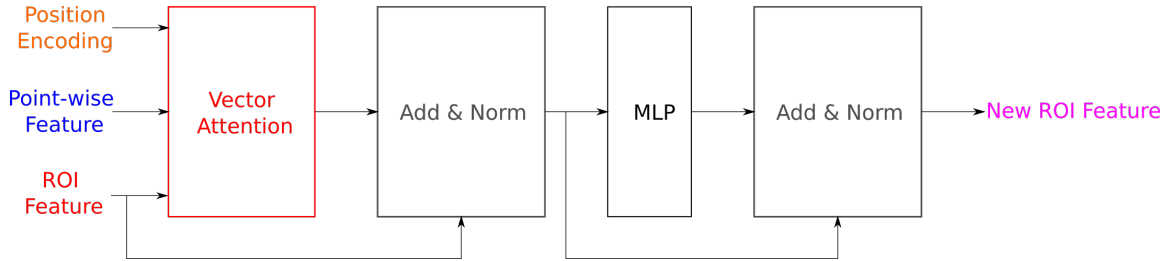 Position
Encoding
Point-wise
Feature
ROI
Feature
Vector
Attention
Add & Norm
MLP
Add & Norm
New ROI Feature